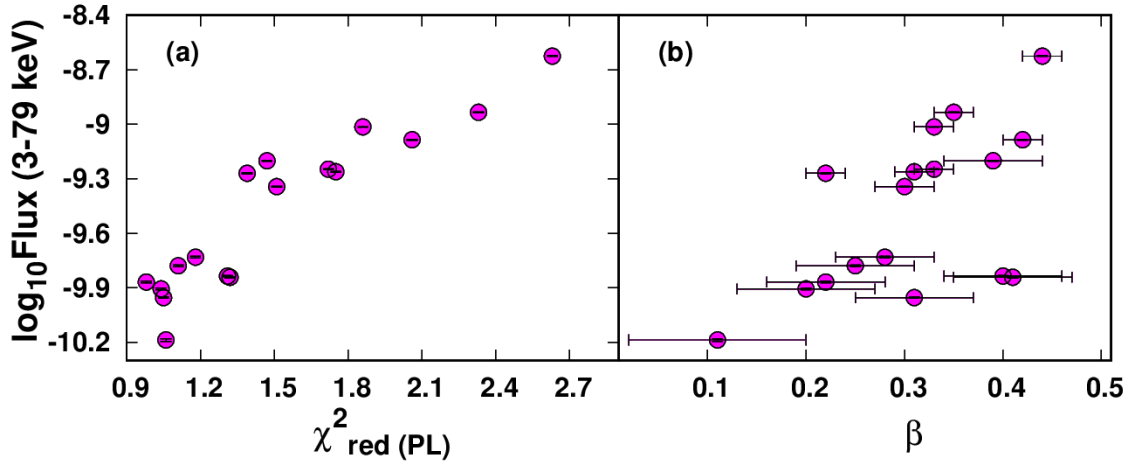 log10Flux (3-79 keV)
-8.4
-8.7
-9
-9.3
-9.6
-9.9
-10.2
(a)
(b)
0.9 1.2 1.5 1.8 2.1 2.4 2.7
0.1 0.2 0.3 0.4 0.5
χ2red (PL)
β